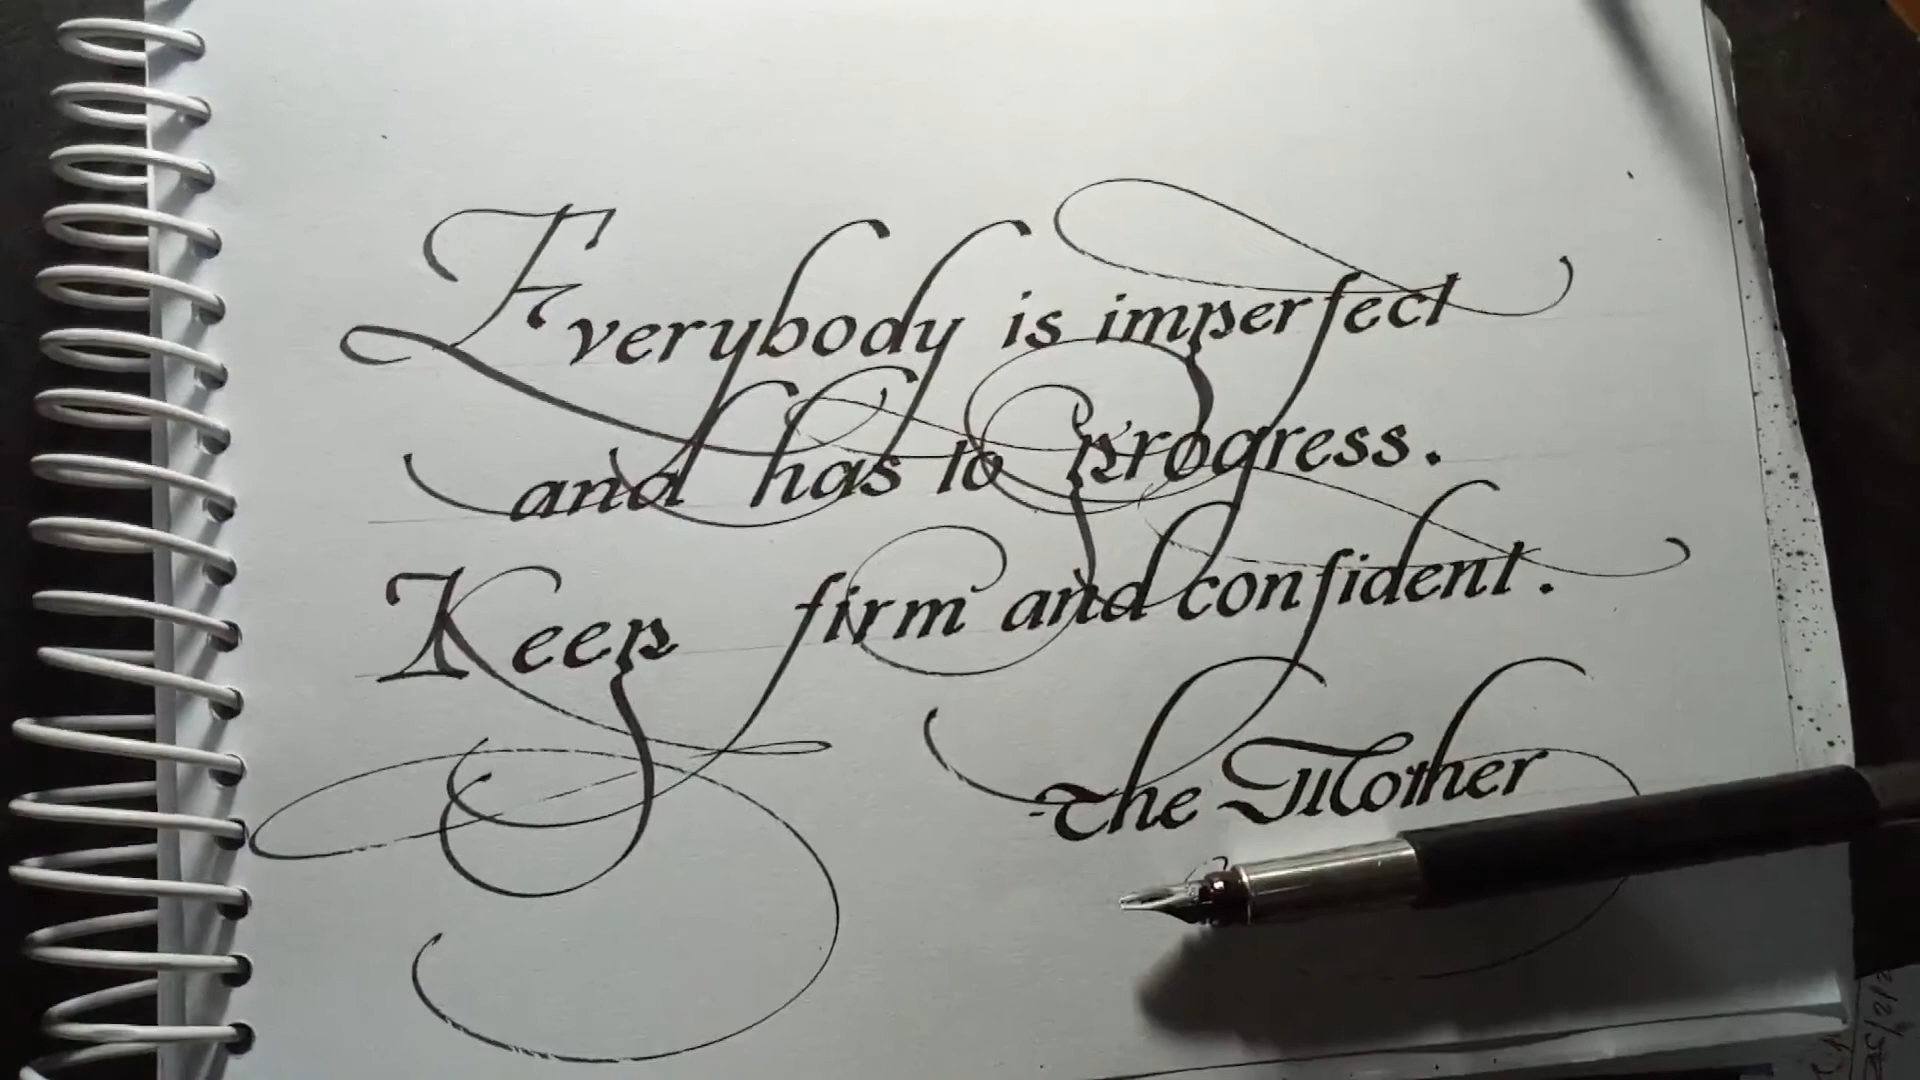 Everybody is imperfect
and has to progress.
Keep firm and confident.
-The Mother